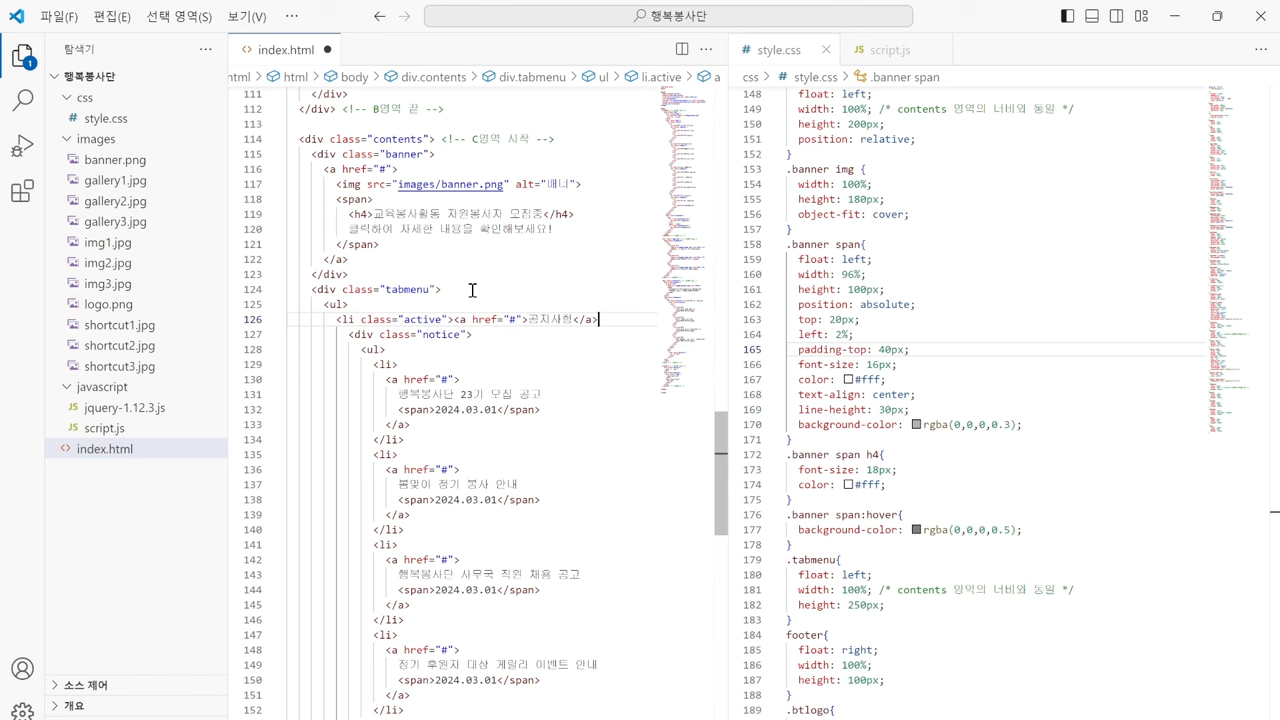 파일(F) 편집(E) 선택 영역(S) 보기(V) ··· 행복봉사단
탐색기 ···
행복봉사단
css
style.css
images
banner.png
gallery1.jpg
gallery2.jpg
gallery3.jpg
img1.jpg
img2.jpg
img3.jpg
logo.png
shortcut1.jpg
shortcut2.jpg
shortcut3.jpg
javascript
jquery-1.12.3.js
script.js
index.html
소스 제어
개요
index.html
html > html > body > div.contents > div.tabmenu > ul > li.active > a
111 </div>
112 </div> <!-- B영역 끝 -->
113
114 <div class="contents"> <!-- C영역 시작 -->
115 <div class="banner">
116 <a href="#">
117 <img src="images/banner.png" alt="배너">
118 <span>
119 <h4>교육봉사활동 자원봉사자 모집중</h4>
120 클릭하여 자세한 내용을 확인하세요!
121 </span>
122 </a>
123 </div>
124 <div class="tabmenu">
125 <ul>
126 <li class="active"><a href="#">공지사항</a>
127 <div class="notice">
128 <ul>
129 <li>
130 <a href="#">
131 행복봉사단 23기 모집 공고
132 <span>2024.03.01</span>
133 </a>
134 </li>
135 <li>
136 <a href="#">
137 봄맞이 정기 봉사 안내
138 <span>2024.03.01</span>
139 </a>
140 </li>
141 <li>
142 <a href="#">
143 행복봉사단 사무국 직원 채용 공고
144 <span>2024.03.01</span>
145 </a>
146 </li>
147 <li>
148 <a href="#">
149 정기 후원자 대상 게릴라 이벤트 안내
150 <span>2024.03.01</span>
151 </a>
152 </li>
style.css script.js ···
css > style.css > .banner span
148 float: left;
149 width: 100%; /* contents 영역의 너비와 동일 */
150 height: 200px;
151 position: relative;
152 }
153 .banner img {
154 width: 100%;
155 height: 180px;
156 object-fit: cover;
157 }
158 .banner span{
159 float: left;
160 width: 96%;
161 height: 100px;
162 position: absolute;
163 top: 20px;
164 left: 2%;
165 padding-top: 40px;
166 font-size: 16px;
167 color: #fff;
168 text-align: center;
169 line-height: 30px;
170 background-color: rgba(0,0,0,0.3);
171 }
172 .banner span h4{
173 font-size: 18px;
174 color: #fff;
175 }
176 .banner span:hover{
177 background-color: rgba(0,0,0,0.5);
178 }
179 .tabmenu{
180 float: left;
181 width: 100%; /* contents 영역의 너비와 동일 */
182 height: 250px;
183 }
184 footer{
185 float: right;
186 width: 100%;
187 height: 100px;
188 }
189 .btlogo{